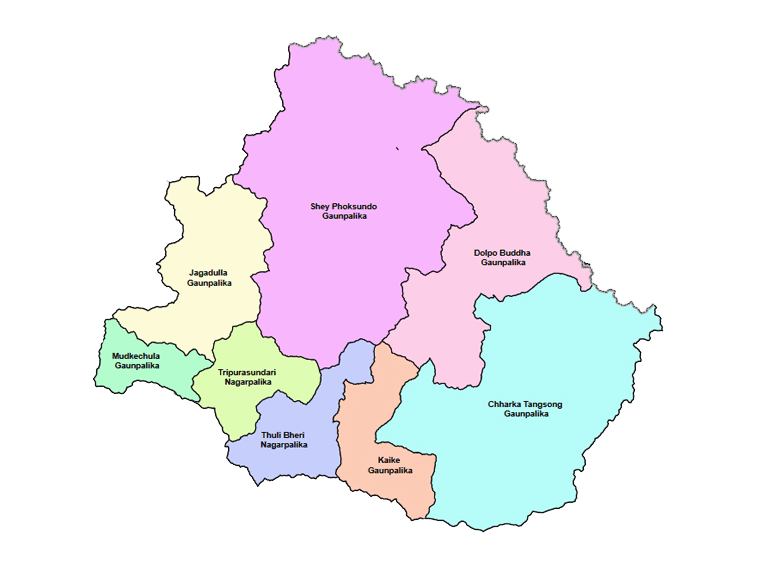 Shey Phoksundo
Gaunpalika
Dolpo Buddha
Gaunpalika
Jagadulla
Gaunpalika
Mudkechula
Gaunpalika
Tripurasundari
Nagarpalika
Chharka Tangsong
Gaunpalika
Thuli Bheri
Nagarpalika
Kaike
Gaunpalika